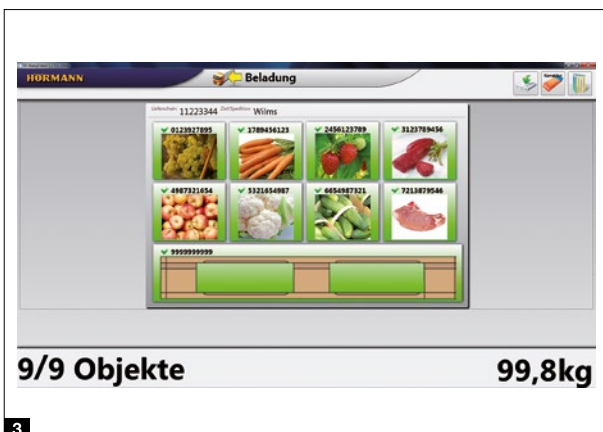 HÖRMANN
Beladung
Lieferschein 11223344 Ziel/Spedition Wilms
0123927895 1789456123 2456123789 3123789456
4987321654 5321654987 6654987321 7213879546
9999999999
9/9 Objekte 99,8kg
3